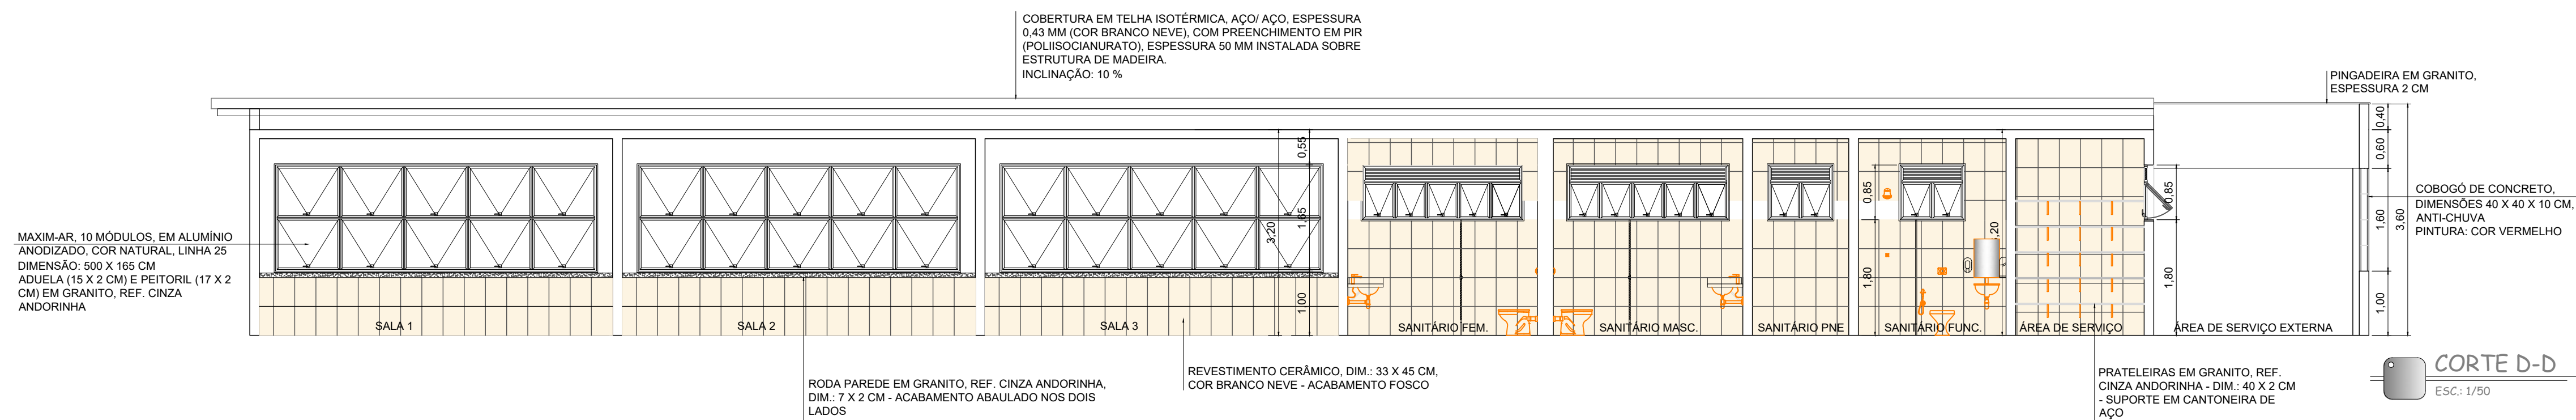 COBERTURA EM TELHA ISOTÉRMICA, AÇO/ AÇO, ESPESSURA
0,43 MM (COR BRANCO NEVE), COM PREENCHIMENTO EM PIR
(POLIISOCIANURATO), ESPESSURA 50 MM INSTALADA SOBRE
ESTRUTURA DE MADEIRA.
INCLINAÇÃO: 10 %
PINGADEIRA EM GRANITO,
ESPESSURA 2 CM
0,40
0,60
1,60
3,60
1,00
0,55
1,65
3,20
1,00
0,85
1,80
,20
0,85
1,80
COBOGÓ DE CONCRETO,
DIMENSÕES 40 X 40 X 10 CM,
ANTI-CHUVA
PINTURA: COR VERMELHO
MAXIM-AR, 10 MÓDULOS, EM ALUMÍNIO
ANODIZADO, COR NATURAL, LINHA 25
DIMENSÃO: 500 X 165 CM
ADUELA (15 X 2 CM) E PEITORIL (17 X 2
CM) EM GRANITO, REF. CINZA
ANDORINHA
SALA 1
SALA 2
SALA 3
SANITÁRIO FEM.
SANITÁRIO MASC.
SANITÁRIO PNE
SANITÁRIO FUNC.
ÁREA DE SERVIÇO
ÁREA DE SERVIÇO EXTERNA
RODA PAREDE EM GRANITO, REF. CINZA ANDORINHA,
DIM.: 7 X 2 CM - ACABAMENTO ABAULADO NOS DOIS
LADOS
REVESTIMENTO CERÂMICO, DIM.: 33 X 45 CM,
COR BRANCO NEVE - ACABAMENTO FOSCO
PRATELEIRAS EM GRANITO, REF.
CINZA ANDORINHA - DIM.: 40 X 2 CM
- SUPORTE EM CANTONEIRA DE
AÇO
CORTE D-D
ESC.: 1/50